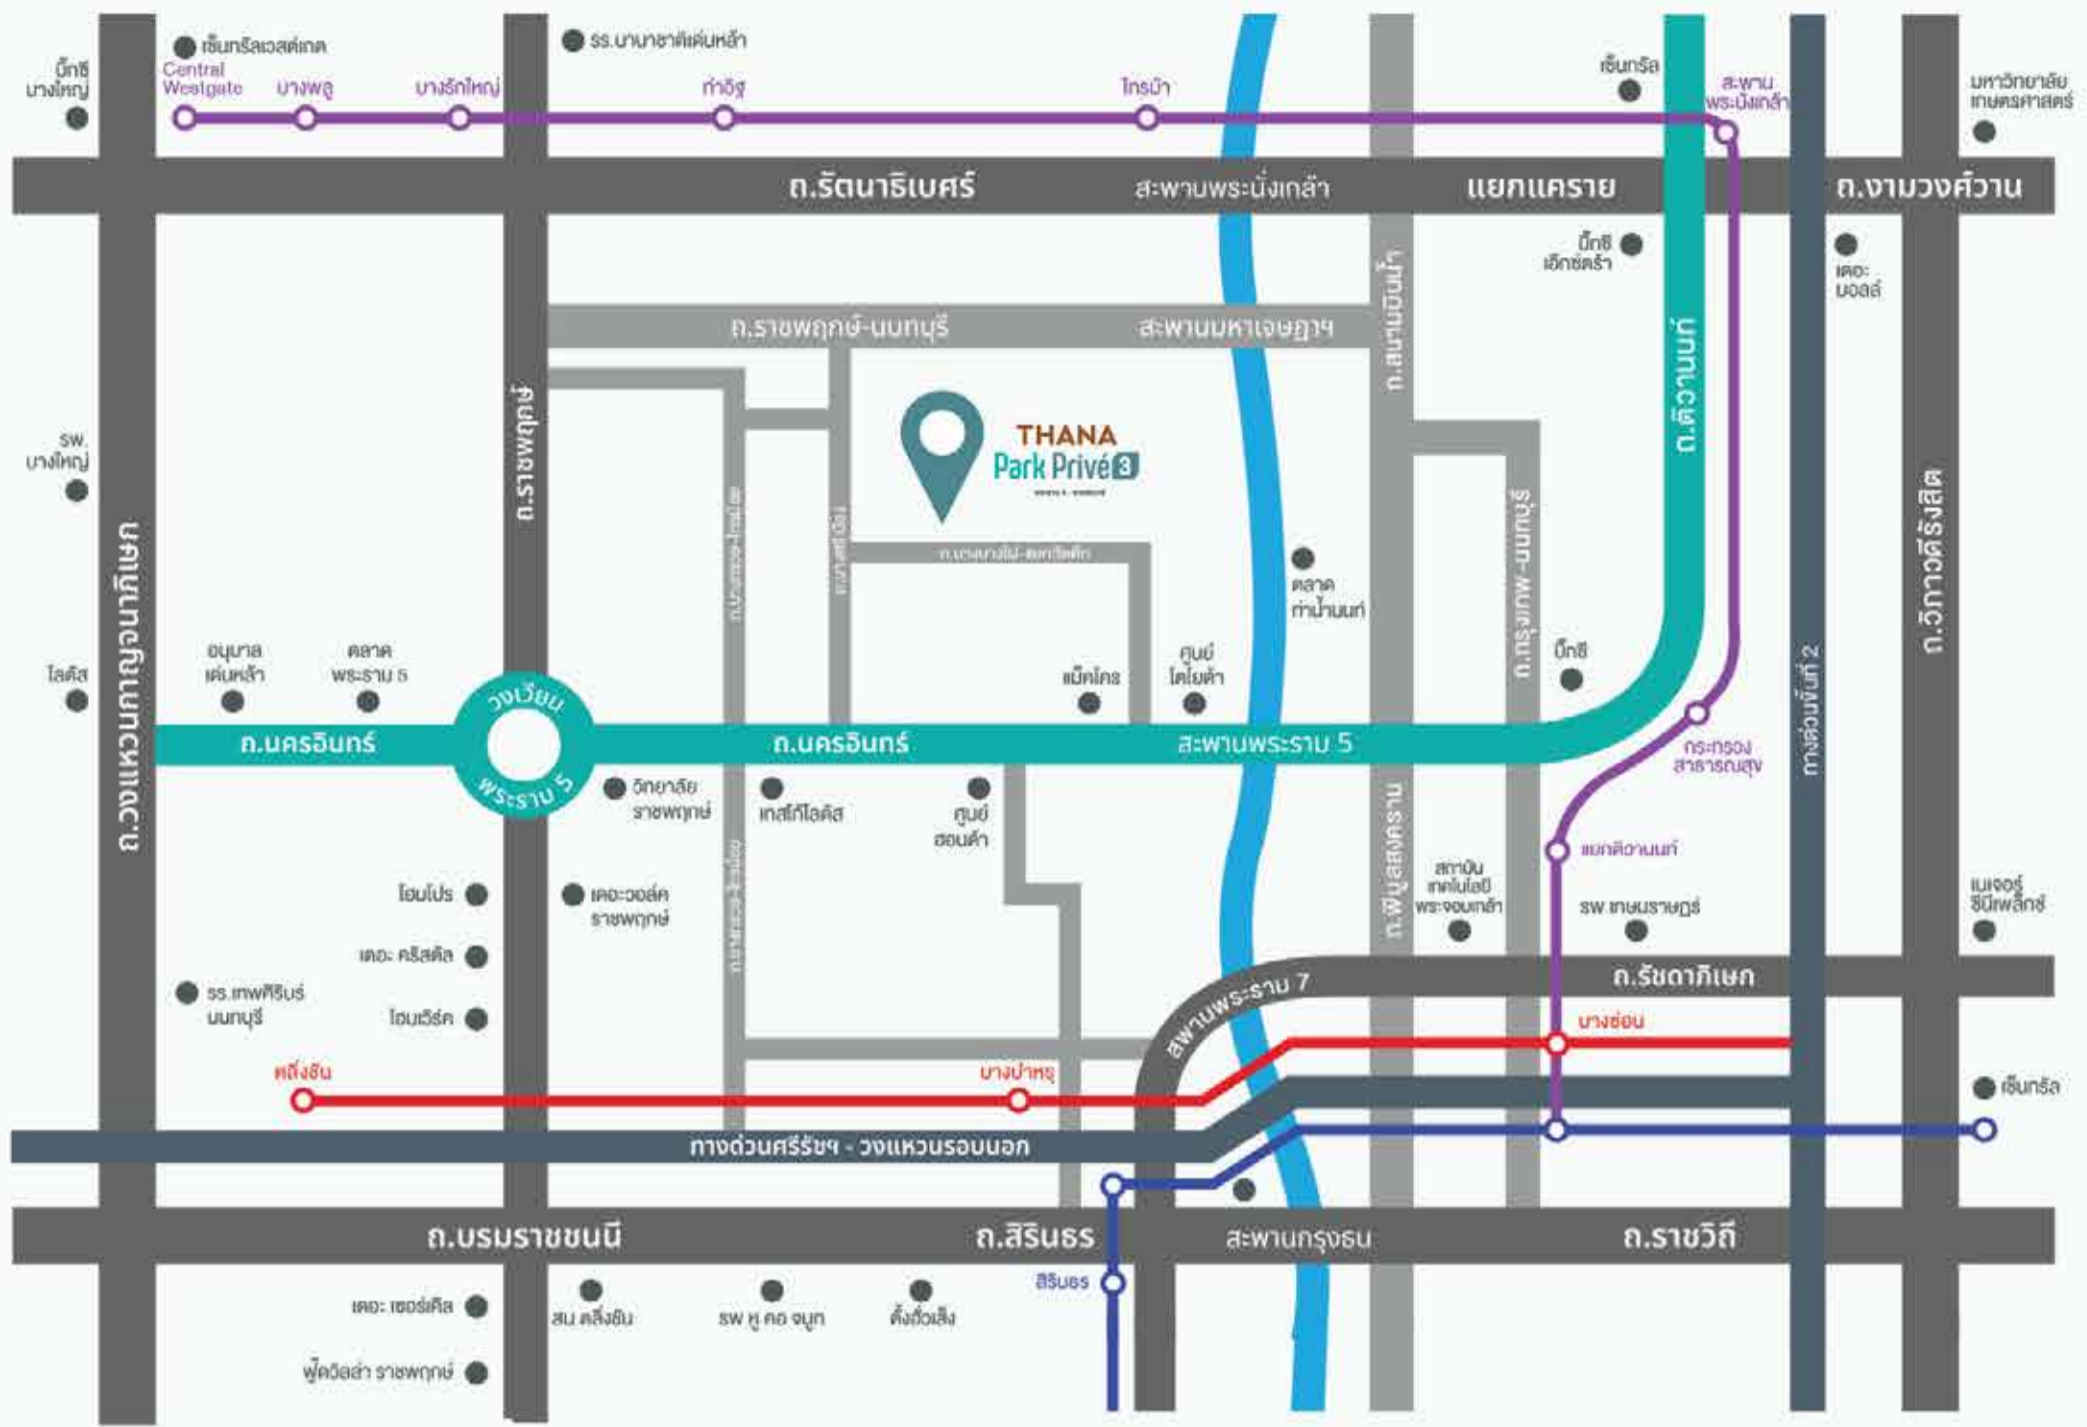 เซ็นทรัลเวสต์เกต
รร.นานาชาติเด่นหล้า
บิ๊กซี
บางใหญ่
Central
Westgate
บางพลู
บางรักใหญ่
ท่าอิฐ
ไทรม้า
เซ็นทรัล
สะพาน
พระนั่งเกล้า
มหาวิทยาลัย
เกษตรศาสตร์
ถ.รัตนาธิเบศร์
สะพานพระนั่งเกล้า
แยกแคราย
ถ.งามวงศ์วาน
บิ๊กซี
เอ็กซ์ตร้า
เดอะ
มอลล์
ถ.ราชพฤกษ์-นนทบุรี
สะพานมหาเจษฎาฯ
ถ.สนามบินน้ำ
ถ.ติวานนท์
ถ.ราชพฤกษ์
THANA
Park Privé 3
รพ.
บางใหญ่
ถ.วงแหวนกาญจนาภิเษก
ถ.กรุงเทพ-นนทบุรี
ถ.วิภาวดีรังสิต
ตลาด
ท่าน้ำนนท์
โลตัส
อนุบาล
เด่นหล้า
ตลาด
พระราม 5
แม็คโคร
ศูนย์
โตโยต้า
บิ๊กซี
ทางด่วนขั้นที่ 2
ถ.นครอินทร์
วงเวียน
พระราม 5
ถ.นครอินทร์
สะพานพระราม 5
กระทรวง
สาธารณสุข
วิทยาลัย
ราชพฤกษ์
เทสโก้โลตัส
ศูนย์
ฮอนด้า
ถ.พิบูลสงคราม
แยกติวานนท์
โฮมโปร
เดอะวอล์ค
ราชพฤกษ์
สถาบัน
เทคโนโลยี
พระจอมเกล้า
รพ.เกษมราษฎร์
เมเจอร์
ซีนีเพล็กซ์
เดอะ คริสตัล
รร.เทพศิรินทร์
นนทบุรี
โฮมเวิร์ค
สพานพระราม 7
ถ.รัชดาภิเษก
บางซ่อน
ตลิ่งชัน
บางบำหรุ
เซ็นทรัล
ทางด่วนศรีรัชฯ - วงแหวนรอบนอก
ถ.บรมราชชนนี
ถ.สิรินธร
สะพานกรุงธน
ถ.ราชวิถี
สิรินธร
เดอะ เซอร์เคิล
สน ตลิ่งชัน
รพ หู คอ จมูก
ตั้งฮั่วเส็ง
ฟู้ดวิลล่า ราชพฤกษ์